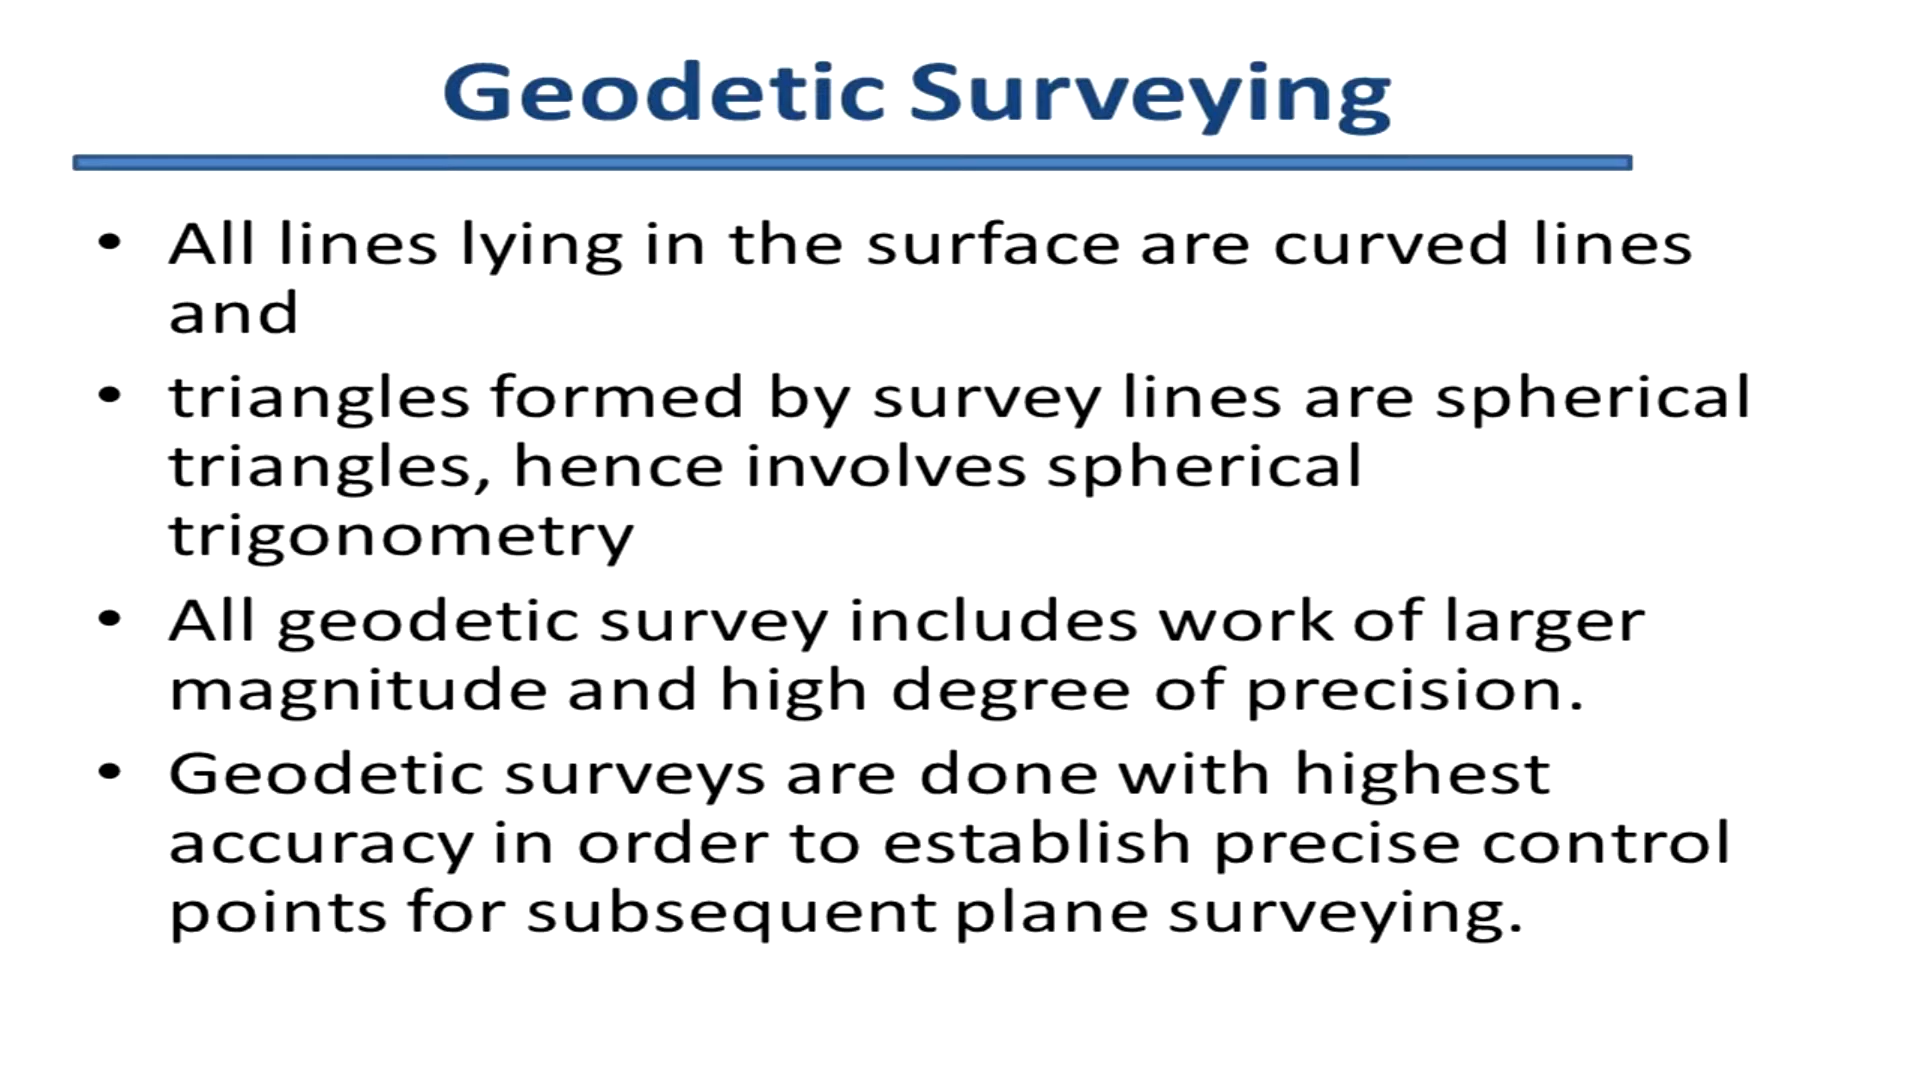 Geodetic Surveying
• All lines lying in the surface are curved lines
and
• triangles formed by survey lines are spherical
triangles, hence involves spherical
trigonometry
• All geodetic survey includes work of larger
magnitude and high degree of precision.
• Geodetic surveys are done with highest
accuracy in order to establish precise control
points for subsequent plane surveying.